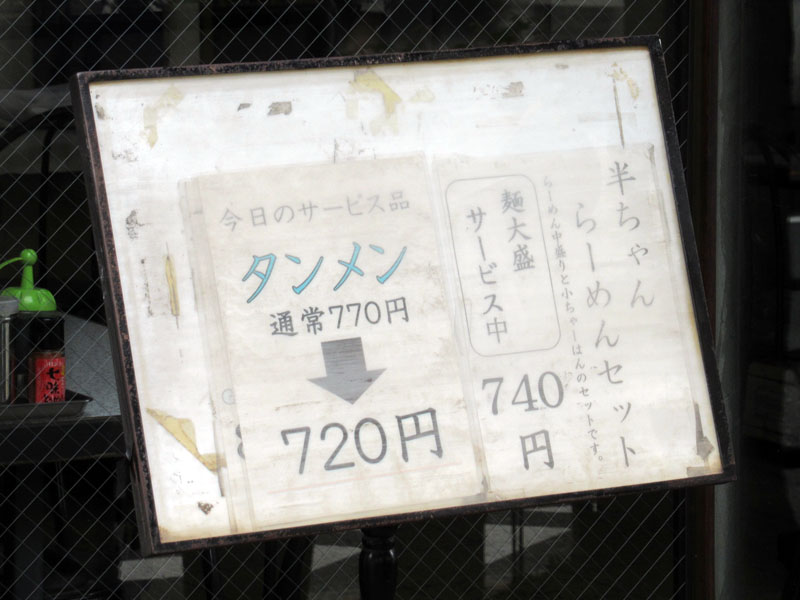 今日のサービス品
タンメン
通常770円
720円
半ちゃん
らーめんセット
らーめん中盛りと小ちゃーはんのセットです。
麺大盛
サービス中
740
円